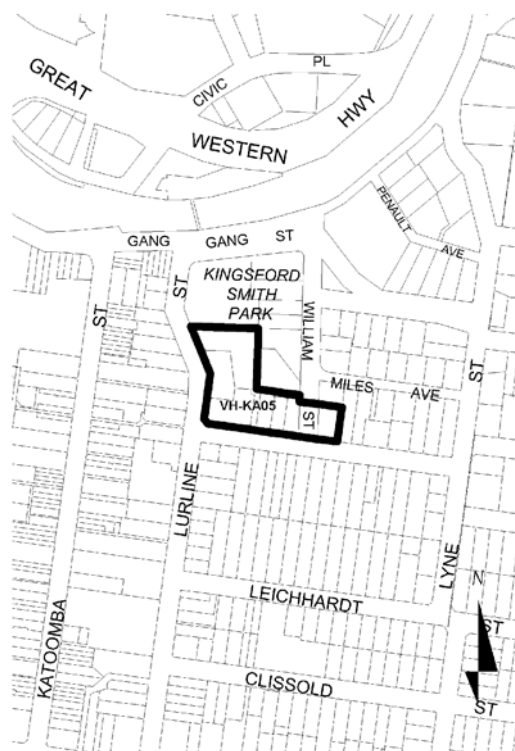 GREAT
WESTERN
HWY
CIVIC
PL
PENAULT
AVE
GANG GANG ST
KINGSFORD
SMITH
PARK
WILLIAM
ST
ST
ST
ST
MILES AVE
VH-KA05
LURLINE
LYNE
N
LEICHHARDT
ST
KATOOMBA
CLISSOLD
ST